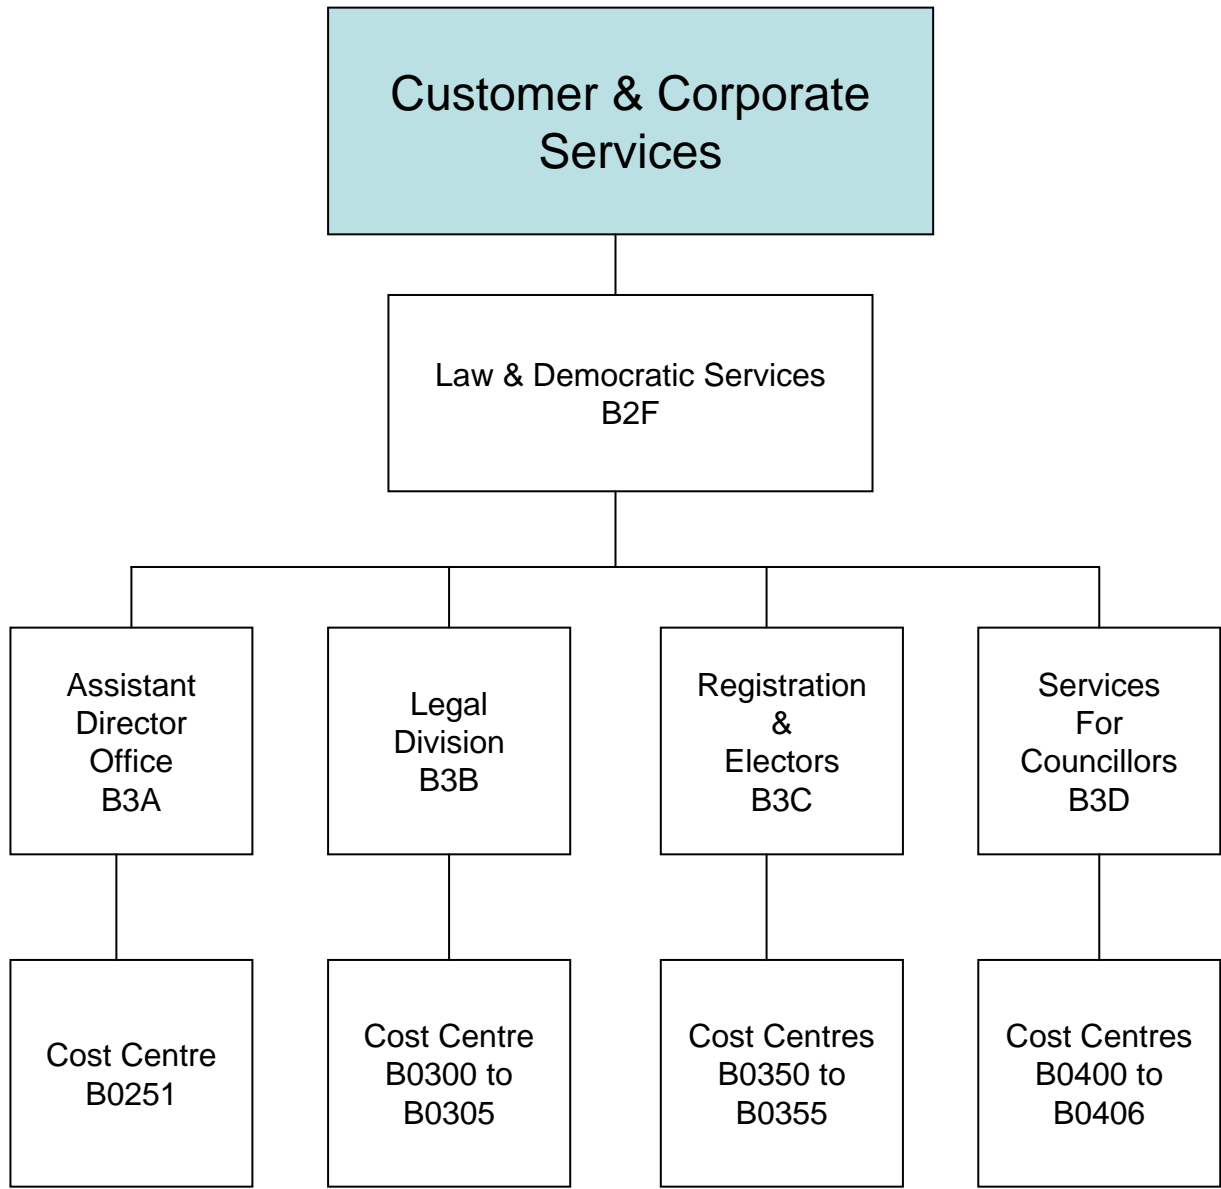 Customer & Corporate
Services
Law & Democratic Services
B2F
Assistant
Director
Office
B3A
Legal
Division
B3B
Registration
&
Electors
B3C
Services
For
Councillors
B3D
Cost Centre
B0251
Cost Centre
B0300 to
B0305
Cost Centres
B0350 to
B0355
Cost Centres
B0400 to
B0406